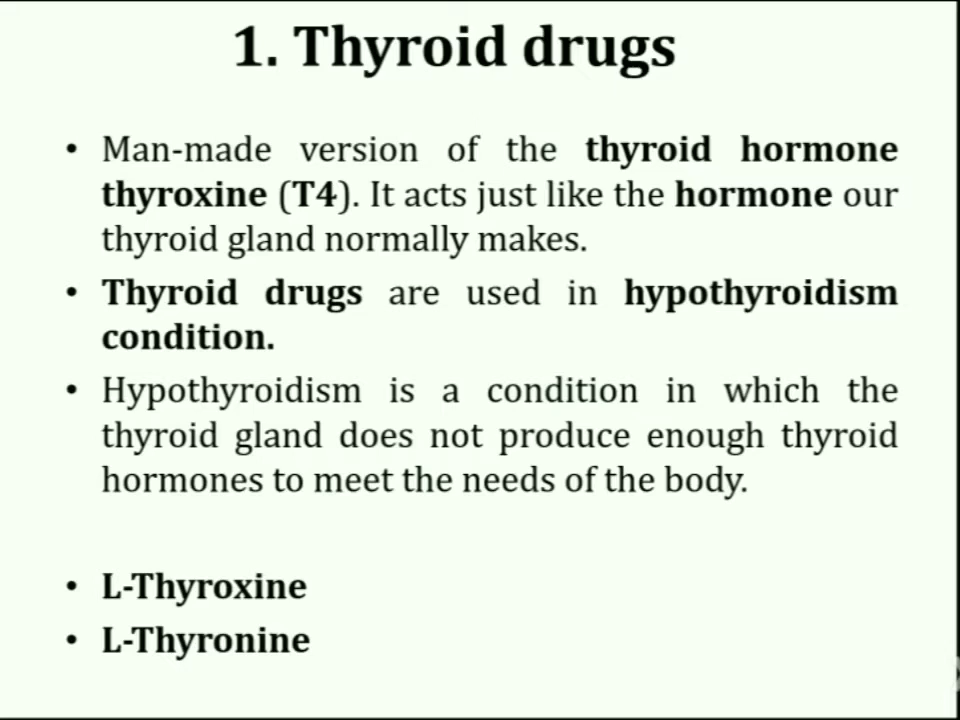 1. Thyroid drugs
• Man-made version of the thyroid hormone
thyroxine (T4). It acts just like the hormone our
thyroid gland normally makes.
• Thyroid drugs are used in hypothyroidism
condition.
• Hypothyroidism is a condition in which the
thyroid gland does not produce enough thyroid
hormones to meet the needs of the body.
• L-Thyroxine
• L-Thyronine